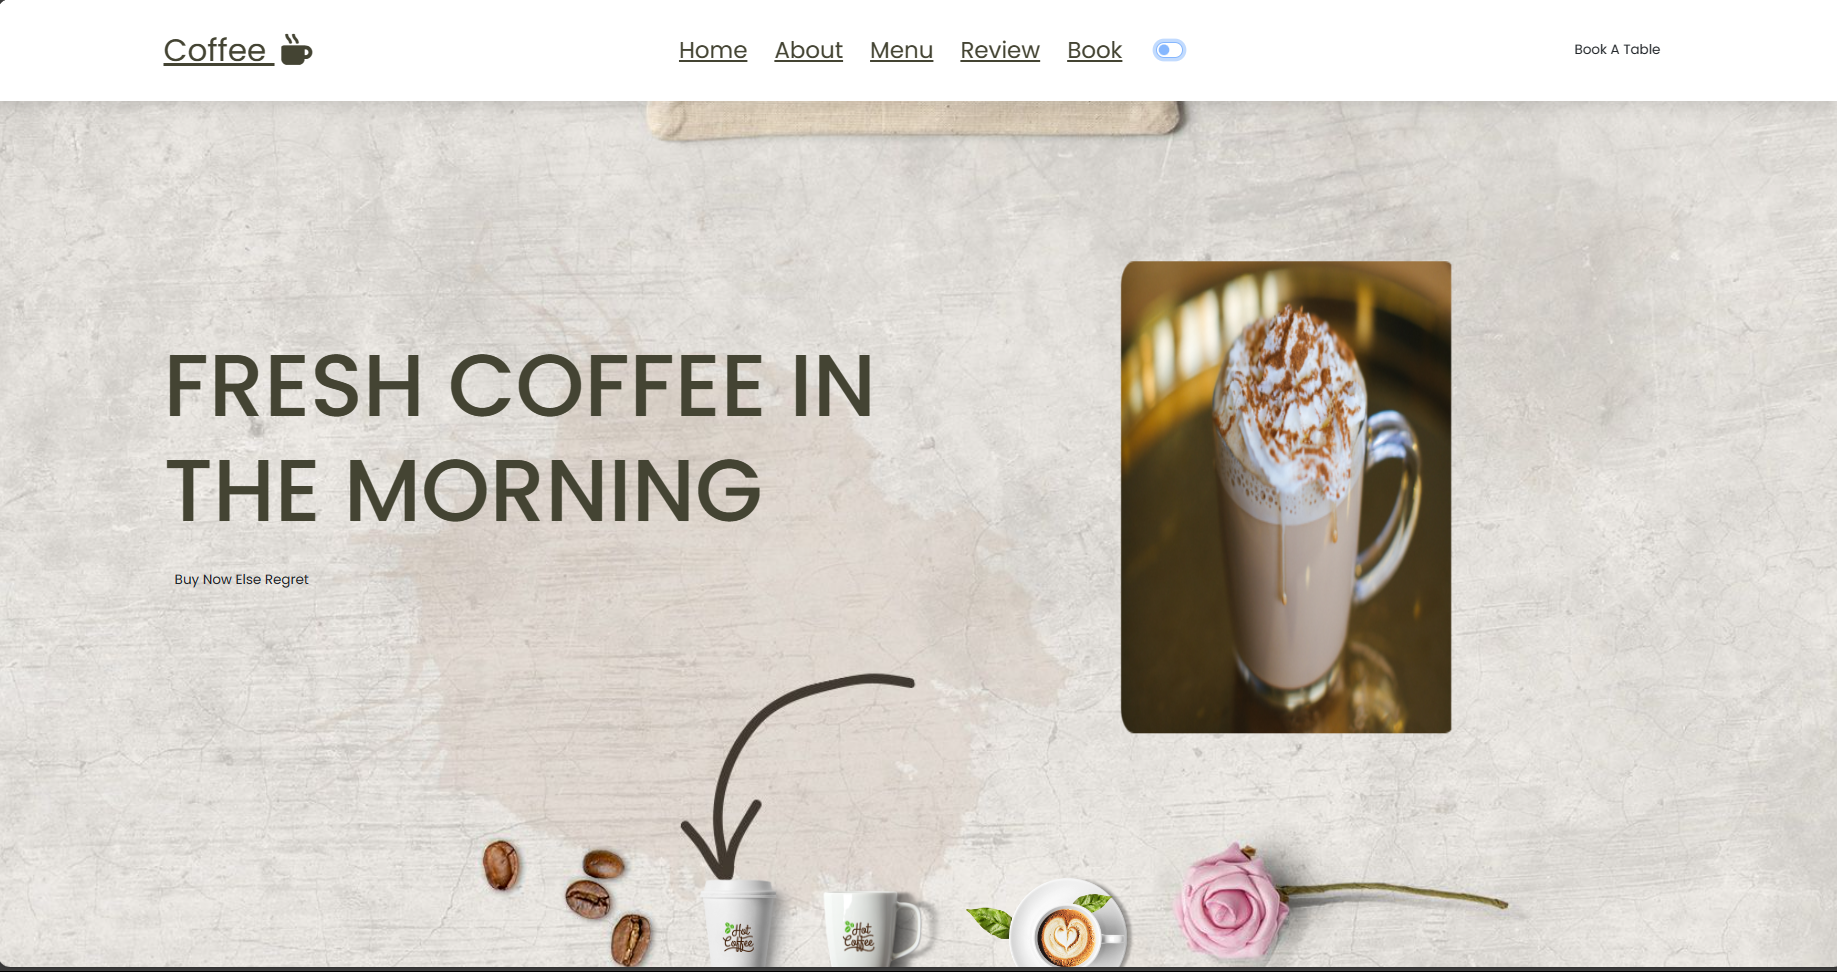 Coffee
Home About Menu Review Book
Book A Table
FRESH COFFEE IN
THE MORNING
Buy Now Else Regret
Hot
Coffee
Hot
Coffee